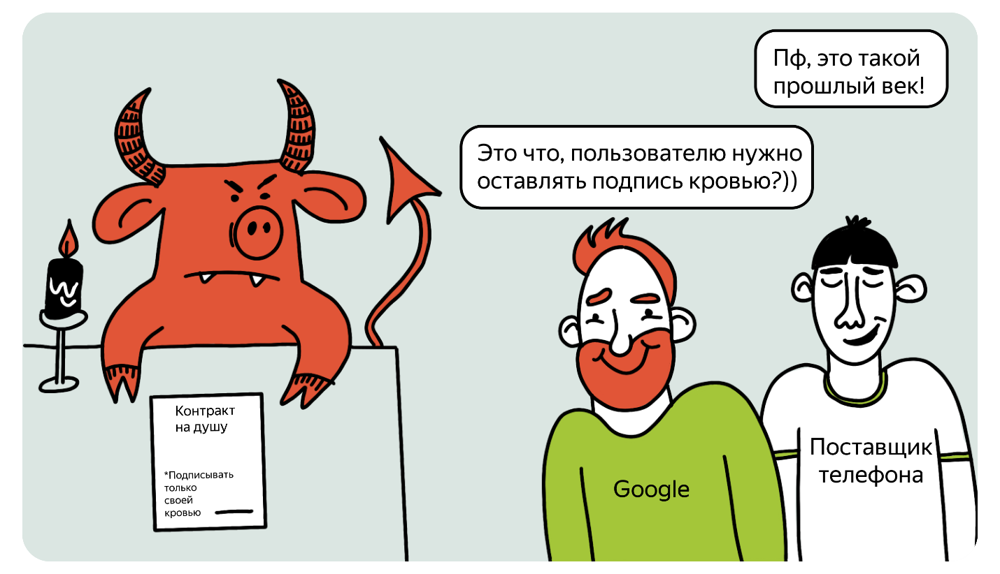 Пф, это такой
прошлый век!
Это что, пользователю нужно
оставлять подпись кровью?))
Контракт
на душу
*Подписывать
только
своей
кровью
Google
Поставщик
телефона